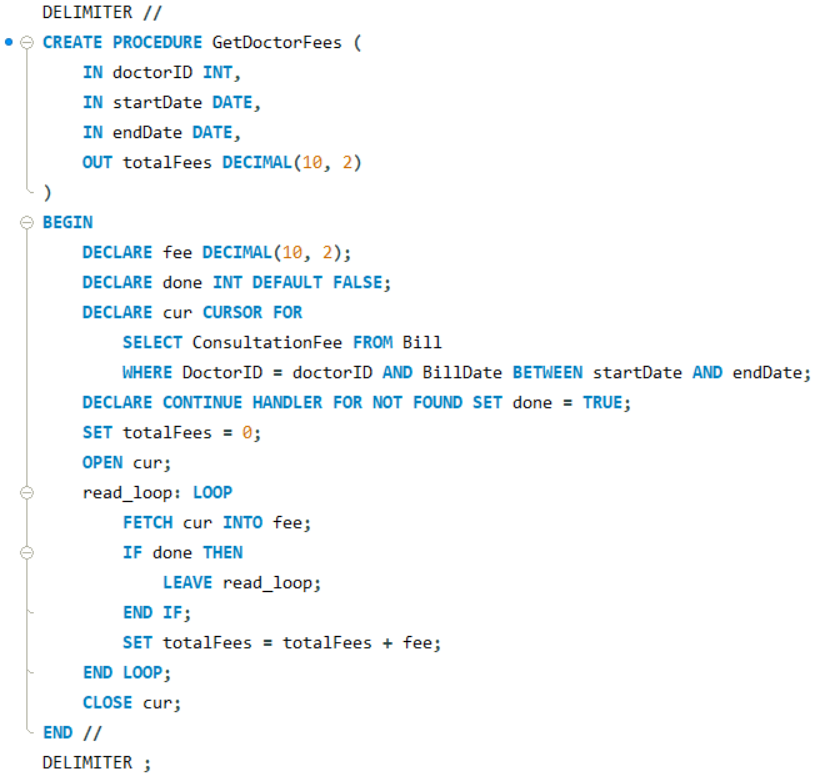 DELIMITER //
CREATE PROCEDURE GetDoctorFees (
    IN doctorID INT,
    IN startDate DATE,
    IN endDate DATE,
    OUT totalFees DECIMAL(10, 2)
)
BEGIN
    DECLARE fee DECIMAL(10, 2);
    DECLARE done INT DEFAULT FALSE;
    DECLARE cur CURSOR FOR
        SELECT ConsultationFee FROM Bill
        WHERE DoctorID = doctorID AND BillDate BETWEEN startDate AND endDate;
    DECLARE CONTINUE HANDLER FOR NOT FOUND SET done = TRUE;
    SET totalFees = 0;
    OPEN cur;
    read_loop: LOOP
        FETCH cur INTO fee;
        IF done THEN
            LEAVE read_loop;
        END IF;
        SET totalFees = totalFees + fee;
    END LOOP;
    CLOSE cur;
END //
DELIMITER ;